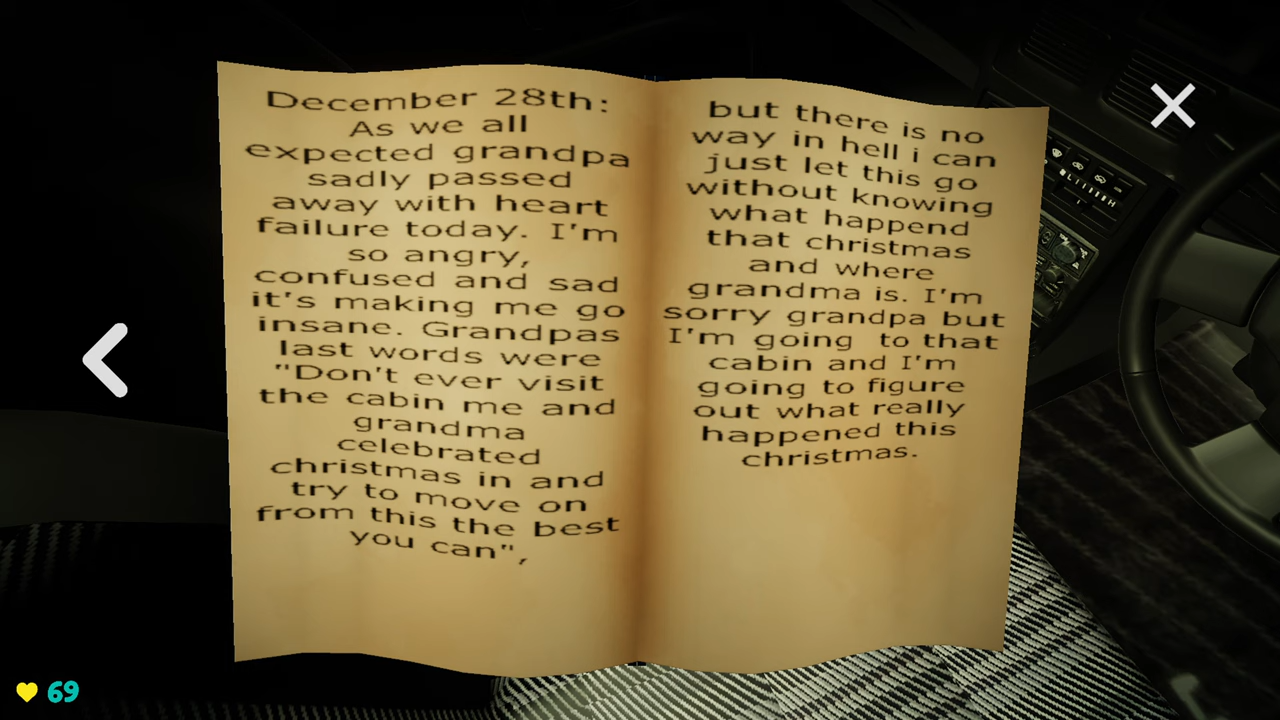 December 28th:
As we all
expected grandpa
sadly passed
away with heart
failure today. I'm
so angry,
confused and sad
it's making me go
insane. Grandpas
last words were
"Don't ever visit
the cabin me and
grandma
celebrated
christmas in and
try to move on
from this the best
you can",
but there is no
way in hell i can
just let this go
without knowing
what happend
that christmas
and where
grandma is. I'm
sorry grandpa but
I'm going to that
cabin and I'm
going to figure
out what really
happened this
christmas.
69